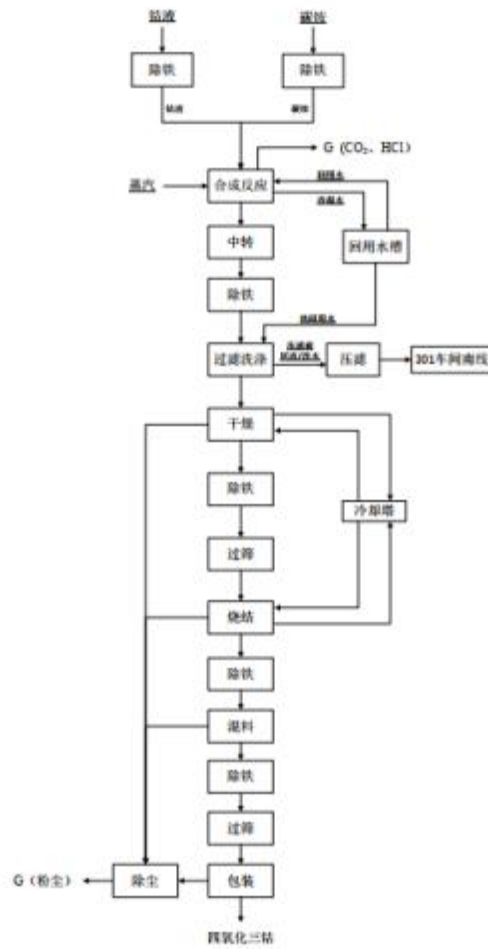 钴液
碳铵
除铁
除铁
钴液
G (CO₂、HCl)
蒸汽
合成反应
中转
回用水槽
除铁
过滤洗涤
压滤
301车间南线
干燥
除铁
冷却塔
过筛
烧结
除铁
混料
除铁
过筛
G（粉尘）
除尘
包装
四氧化三钴